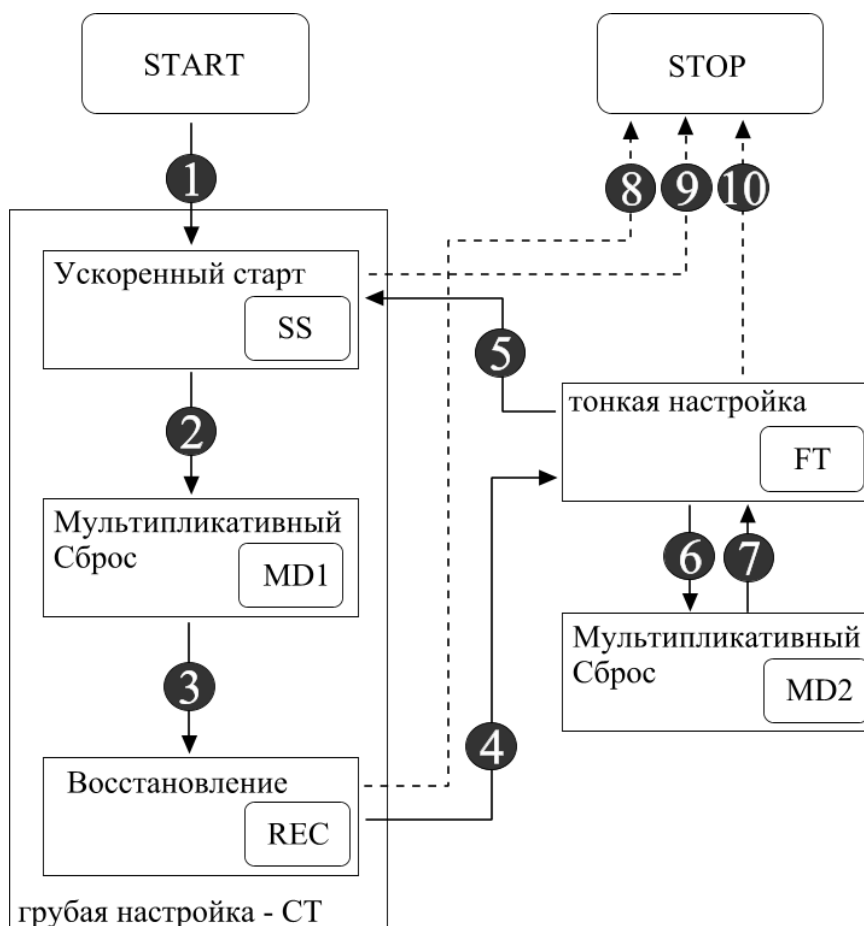 START
STOP
1
8
9
10
Ускоренный старт
SS
5
2
тонкая настройка
FT
Мультипликативный
Сброс
MD1
6
7
Мультипликативный
Сброс
MD2
3
4
Восстановление
REC
грубая настройка - CT